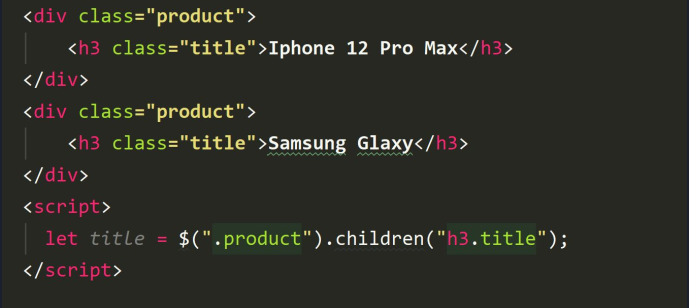 <div class="product">
<h3 class="title">Iphone 12 Pro Max</h3>
</div>
<div class="product">
<h3 class="title">Samsung Glaxy</h3>
</div>
<script>
let title = $(".product").children("h3.title");
</script>